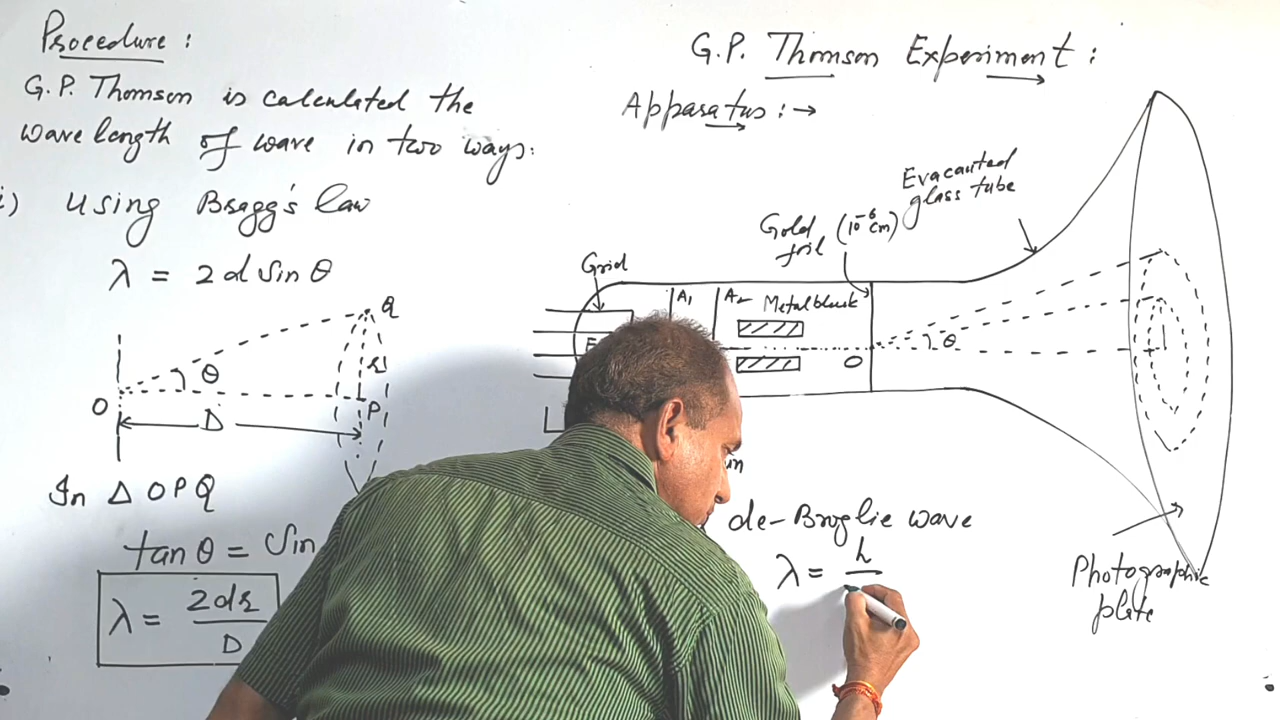 Procedure :
G.P. Thomson is calculated the
wave length of wave in two ways.
i) Using Bragg's law
λ = 2d Sin θ
Q
θ
r
O
P
D
In Δ OPQ
tan θ = Sin
λ = 2dr / D
G.P. Thomson Experiment :
Apparatus : →
Evacauted
glass tube
Gold (10⁻⁶ cm)
foil
Grid
A₁ A₂ Metal block
F
O
θ
de-Broglie wave
λ = h
Photographic
plate